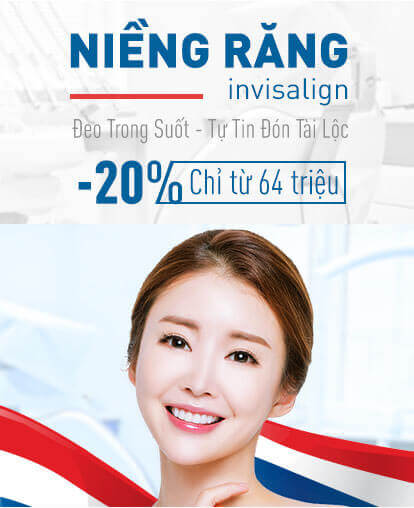 NIỀNG RĂNG
invisalign
Đeo Trong Suốt - Tự Tin Đón Tài Lộc
-20% Chỉ từ 64 triệu